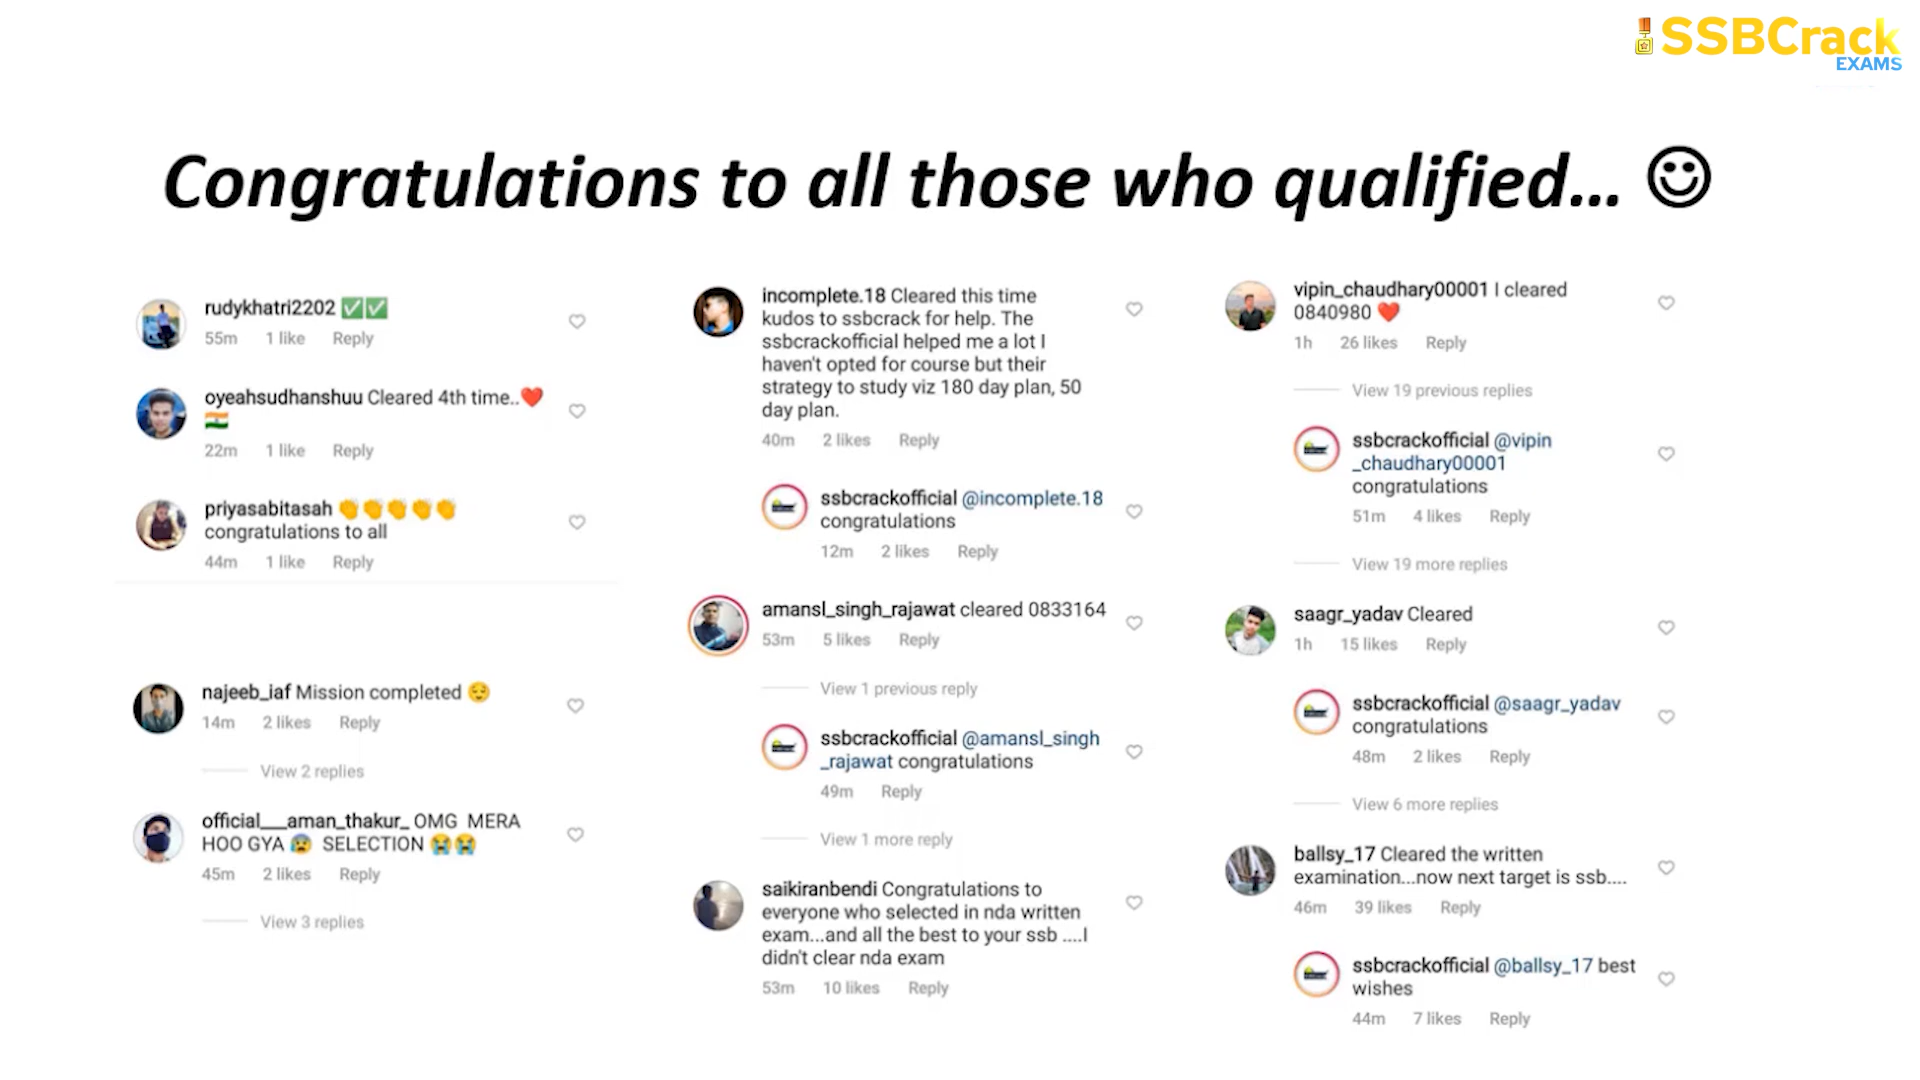 SSBCrack
EXAMS
Congratulations to all those who qualified... ☺
rudykhatri2202 ✅✅
55m 1 like Reply
oyeahsudhanshuu Cleared 4th time..❤️
🇮🇳
22m 1 like Reply
priyasabitasah 👏👏👏👏👏
congratulations to all
44m 1 like Reply
najeeb_iaf Mission completed 😌
14m 2 likes Reply
View 2 replies
official___aman_thakur_ OMG MERA
HOO GYA 😰 SELECTION 😭😭
45m 2 likes Reply
View 3 replies
incomplete.18 Cleared this time
kudos to ssbcrack for help. The
ssbcrackofficial helped me a lot I
haven't opted for course but their
strategy to study viz 180 day plan, 50
day plan.
40m 2 likes Reply
ssbcrackofficial @incomplete.18
congratulations
12m 2 likes Reply
amansl_singh_rajawat cleared 0833164
53m 5 likes Reply
View 1 previous reply
ssbcrackofficial @amansl_singh
_rajawat congratulations
49m Reply
View 1 more reply
saikiranbendi Congratulations to
everyone who selected in nda written
exam...and all the best to your ssb ....I
didn't clear nda exam
53m 10 likes Reply
vipin_chaudhary00001 I cleared
0840980 ❤️
1h 26 likes Reply
View 19 previous replies
ssbcrackofficial @vipin
_chaudhary00001
congratulations
51m 4 likes Reply
View 19 more replies
saagr_yadav Cleared
1h 15 likes Reply
ssbcrackofficial @saagr_yadav
congratulations
48m 2 likes Reply
View 6 more replies
ballsy_17 Cleared the written
examination...now next target is ssb....
46m 39 likes Reply
ssbcrackofficial @ballsy_17 best
wishes
44m 7 likes Reply